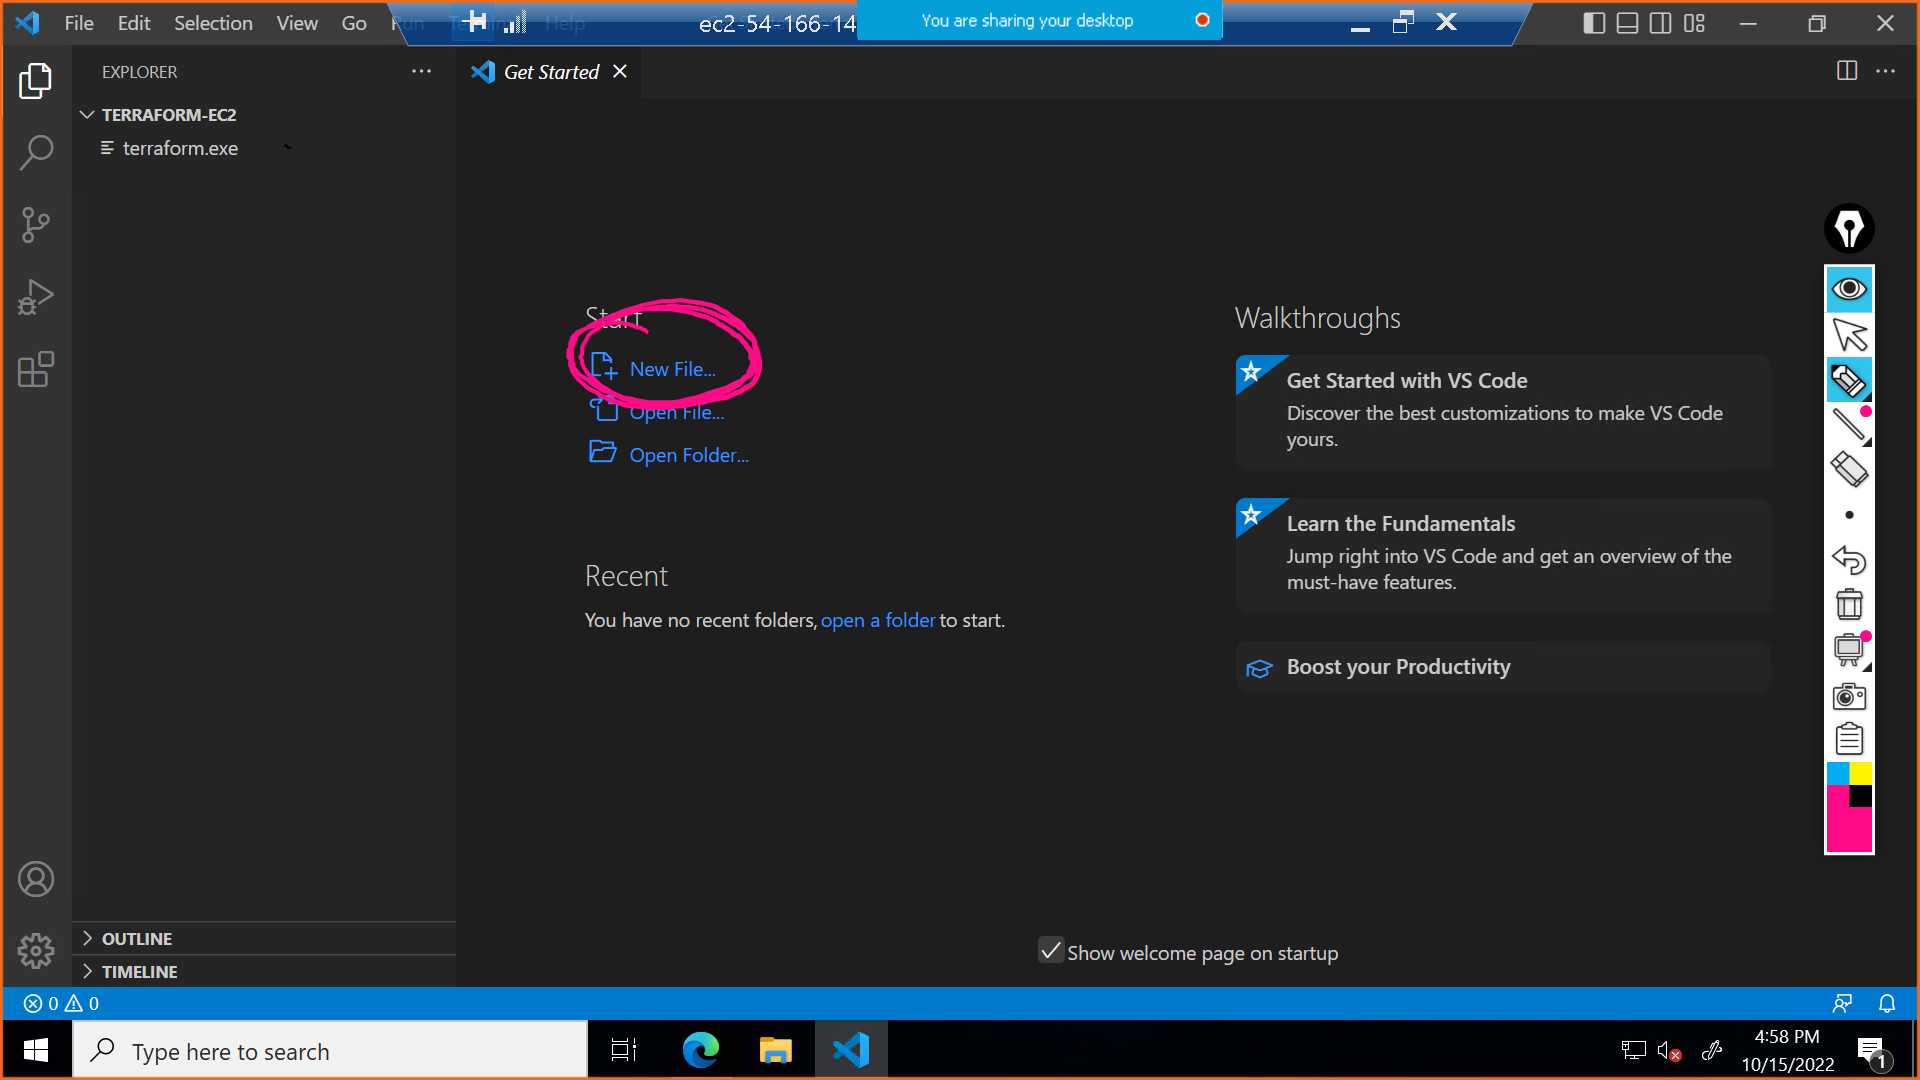 File Edit Selection View Go
ec2-54-166-14
You are sharing your desktop
EXPLORER
Get Started
TERRAFORM-EC2
terraform.exe
Start
New File...
Open File...
Open Folder...
Recent
You have no recent folders, open a folder to start.
Walkthroughs
Get Started with VS Code
Discover the best customizations to make VS Code
yours.
Learn the Fundamentals
Jump right into VS Code and get an overview of the
must-have features.
Boost your Productivity
Show welcome page on startup
OUTLINE
TIMELINE
0 0
Type here to search
4:58 PM
10/15/2022
1